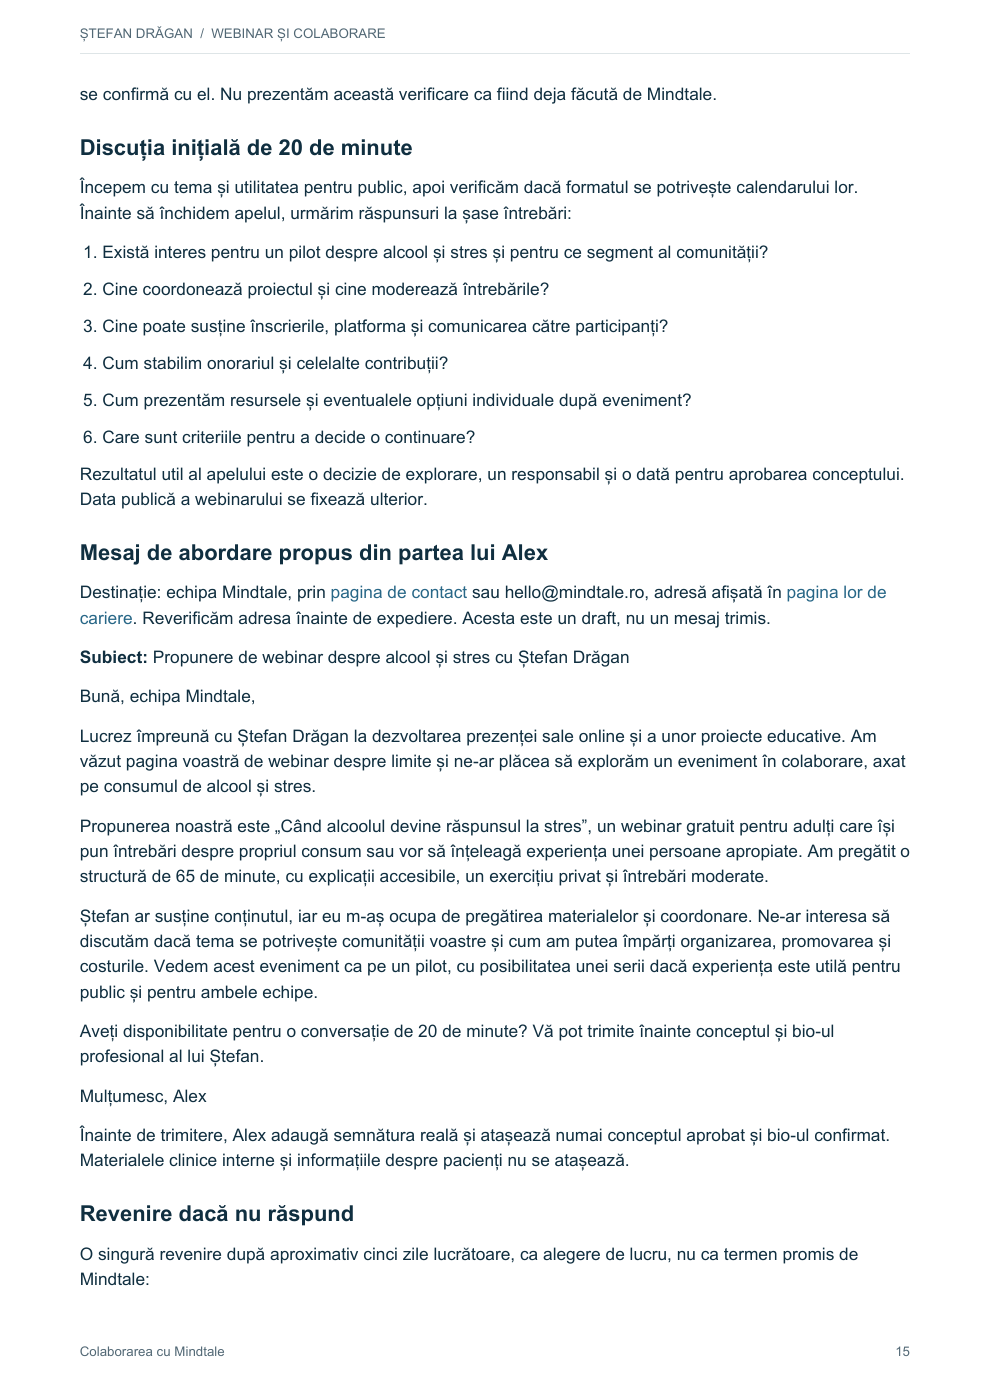 ȘTEFAN DRĂGAN / WEBINAR ȘI COLABORARE
se confirmă cu el. Nu prezentăm această verificare ca fiind deja făcută de Mindtale.
Discuția inițială de 20 de minute
Începem cu tema și utilitatea pentru public, apoi verificăm dacă formatul se potrivește calendarului lor.
Înainte să închidem apelul, urmărim răspunsuri la șase întrebări:
1. Există interes pentru un pilot despre alcool și stres și pentru ce segment al comunității?
2. Cine coordonează proiectul și cine moderează întrebările?
3. Cine poate susține înscrierile, platforma și comunicarea către participanți?
4. Cum stabilim onorariul și celelalte contribuții?
5. Cum prezentăm resursele și eventualele opțiuni individuale după eveniment?
6. Care sunt criteriile pentru a decide o continuare?
Rezultatul util al apelului este o decizie de explorare, un responsabil și o dată pentru aprobarea conceptului.
Data publică a webinarului se fixează ulterior.
Mesaj de abordare propus din partea lui Alex
Destinație: echipa Mindtale, prin pagina de contact sau hello@mindtale.ro, adresă afișată în pagina lor de
cariere. Reverificăm adresa înainte de expediere. Acesta este un draft, nu un mesaj trimis.
Subiect: Propunere de webinar despre alcool și stres cu Ștefan Drăgan
Bună, echipa Mindtale,
Lucrez împreună cu Ștefan Drăgan la dezvoltarea prezenței sale online și a unor proiecte educative. Am
văzut pagina voastră de webinar despre limite și ne-ar plăcea să explorăm un eveniment în colaborare, axat
pe consumul de alcool și stres.
Propunerea noastră este „Când alcoolul devine răspunsul la stres”, un webinar gratuit pentru adulți care își
pun întrebări despre propriul consum sau vor să înțeleagă experiența unei persoane apropiate. Am pregătit o
structură de 65 de minute, cu explicații accesibile, un exercițiu privat și întrebări moderate.
Ștefan ar susține conținutul, iar eu m-aș ocupa de pregătirea materialelor și coordonare. Ne-ar interesa să
discutăm dacă tema se potrivește comunității voastre și cum am putea împărți organizarea, promovarea și
costurile. Vedem acest eveniment ca pe un pilot, cu posibilitatea unei serii dacă experiența este utilă pentru
public și pentru ambele echipe.
Aveți disponibilitate pentru o conversație de 20 de minute? Vă pot trimite înainte conceptul și bio-ul
profesional al lui Ștefan.
Mulțumesc, Alex
Înainte de trimitere, Alex adaugă semnătura reală și atașează numai conceptul aprobat și bio-ul confirmat.
Materialele clinice interne și informațiile despre pacienți nu se atașează.
Revenire dacă nu răspund
O singură revenire după aproximativ cinci zile lucrătoare, ca alegere de lucru, nu ca termen promis de
Mindtale:
Colaborarea cu Mindtale
15